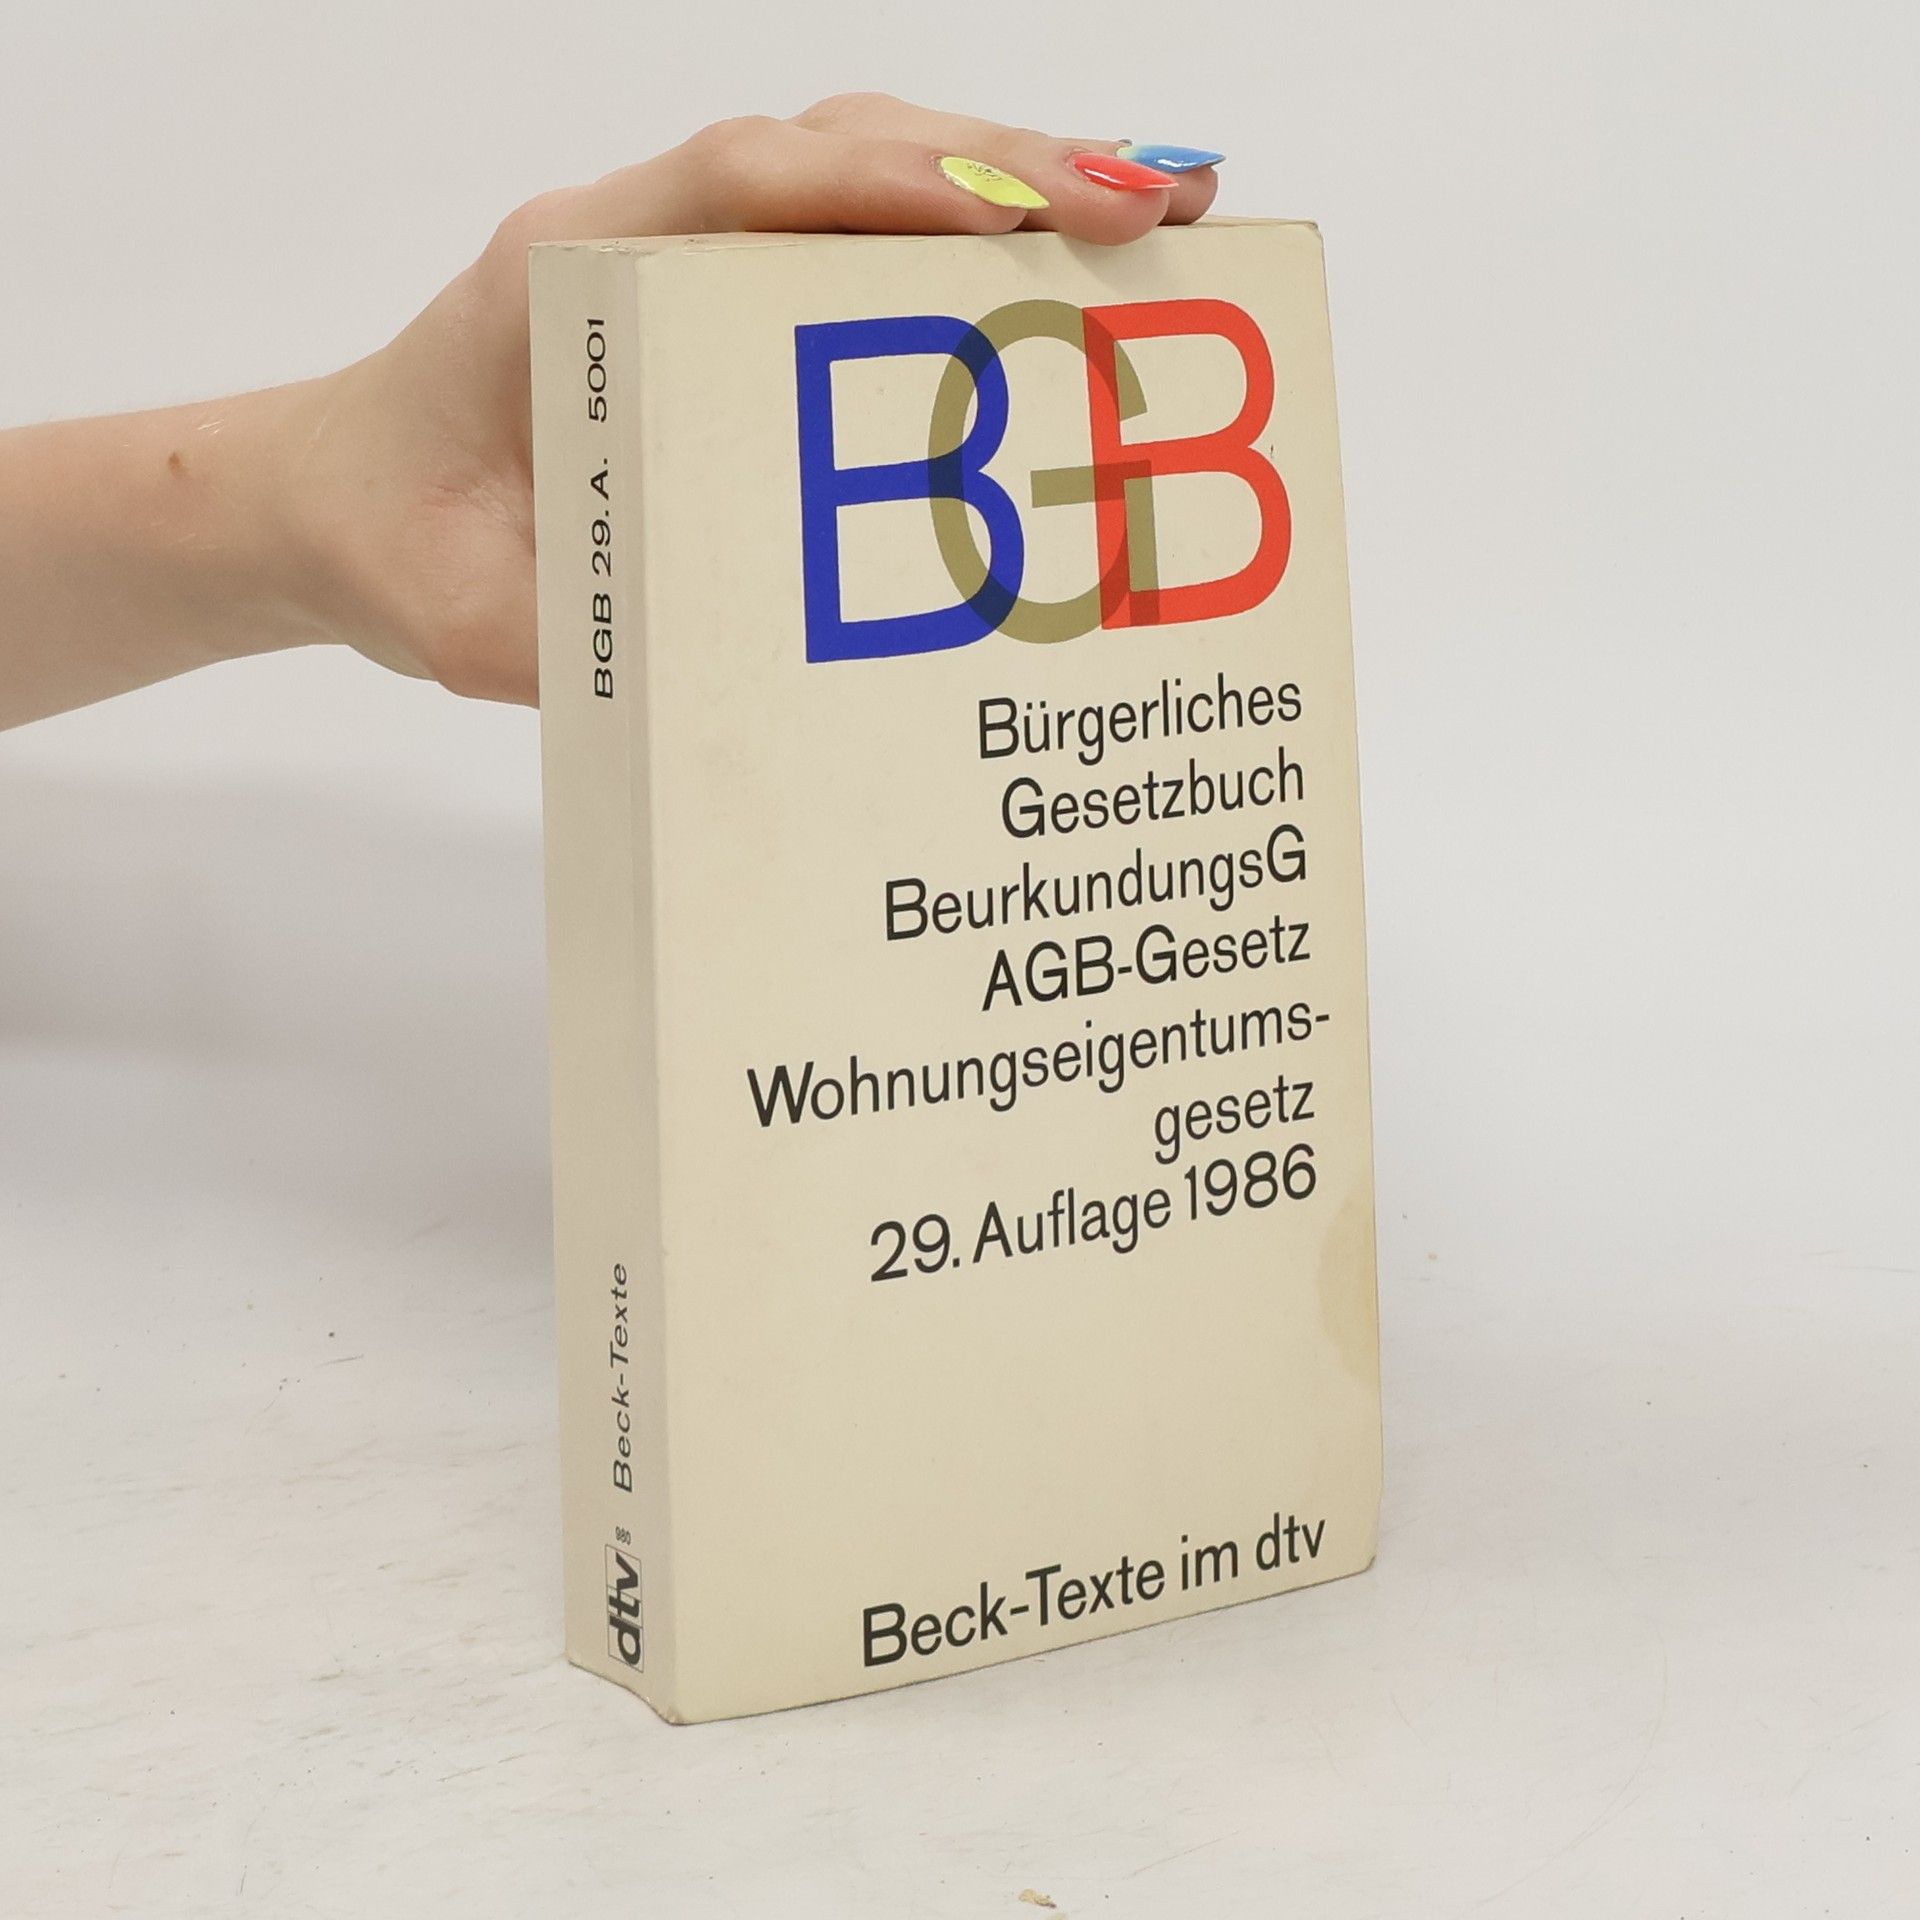 BGB
Bürgerliches
Gesetzbuch
BeurkundungsG
AGB-Gesetz
Wohnungseigentums-
gesetz
29. Auflage 1986
Beck-Texte im dtv
BGB 29. A. 5001
Beck-Texte
980
dtv